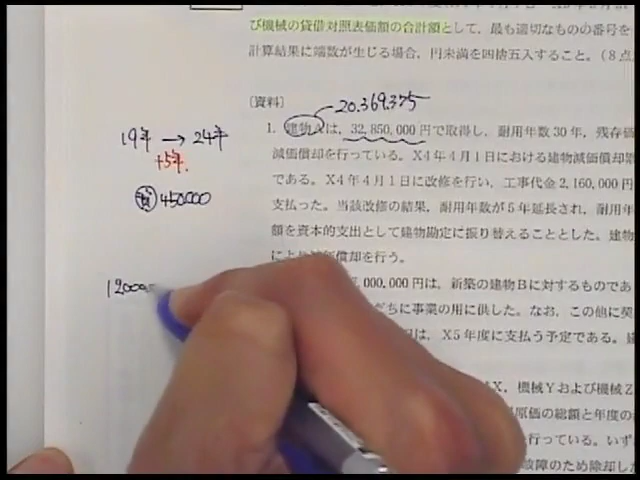 び機械の貸借対照表価額の合計額として、最も適切なものの番号を
計算結果に端数が生じる場合，円未満を四捨五入すること。（8点
〔資料〕
20.369.375
1. 建物Aは，32,850,000円で取得し，耐用年数30年，残存価
減価償却を行っている。X4年4月1日における建物減価償却
である。X4年4月1日に改修を行い，工事代金2,160,000円
支払った。当該改修の結果，耐用年数が5年延長され，耐用年
額を資本的支出として建物勘定に振り替えることとした。建物
により減価償却を行う。
,000,000円は，新築の建物Bに対するものであ
ちに事業の用に供した。なお，この他に契
は，X5年度に支払う予定である。
X，機械Yおよび機械Z
原価の総額と年度の
を行っている。いず
故障のため除却した
19年 → 24年
+5年.
資 450000
12000